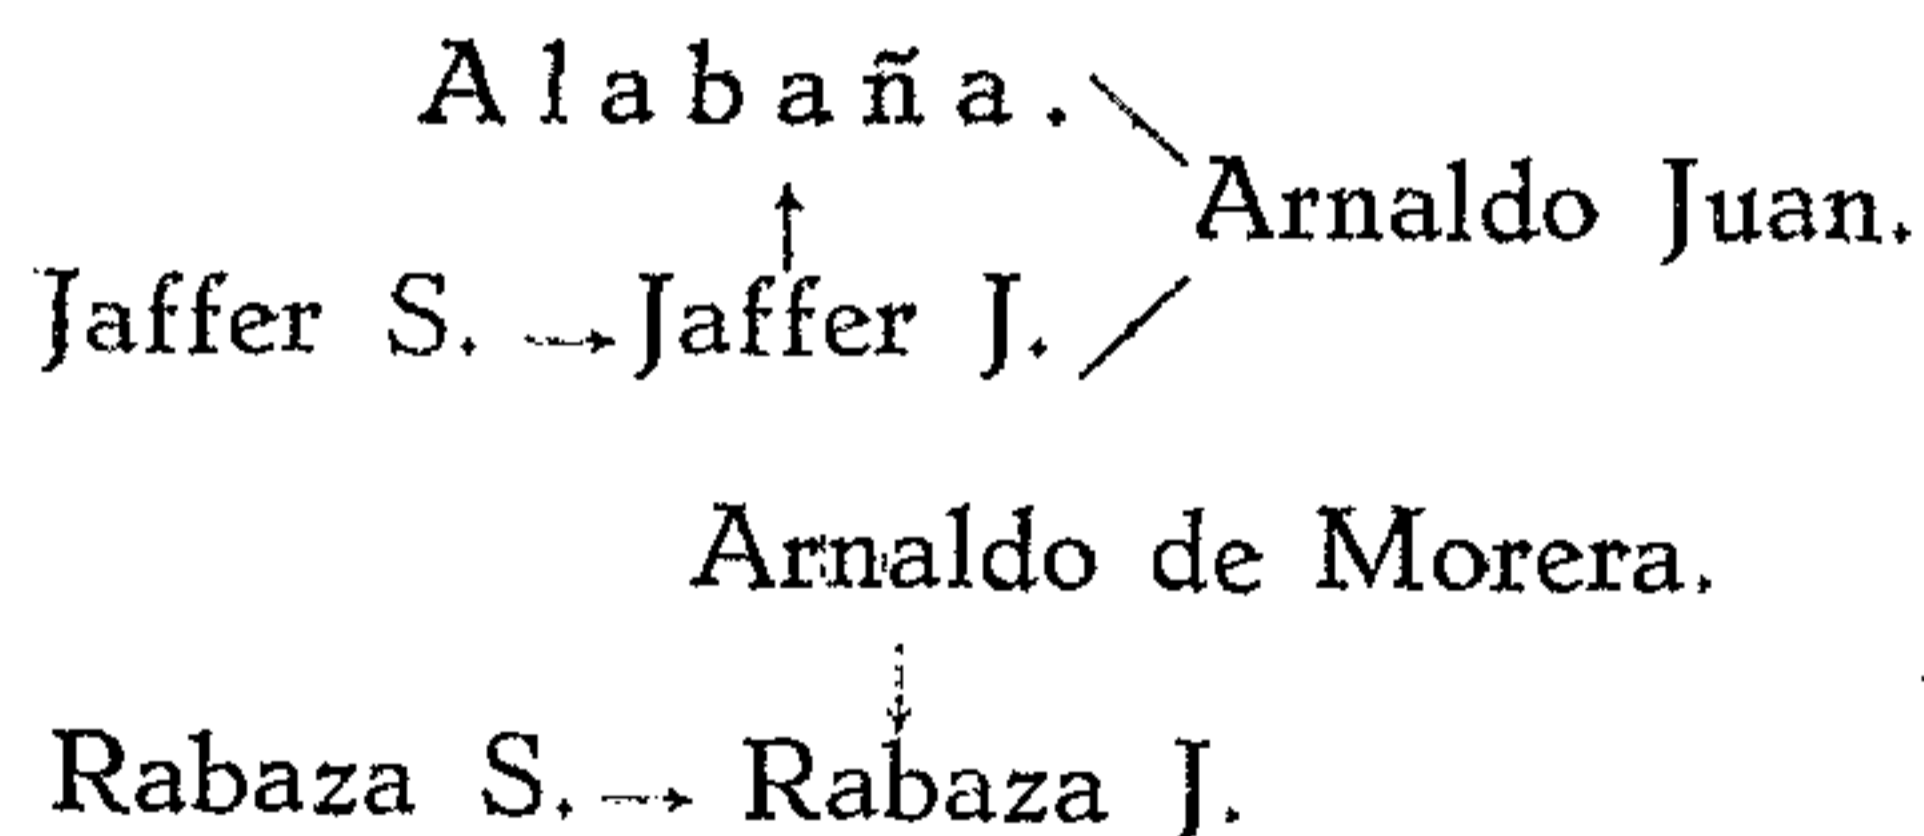 Alabaña.
Arnaldo Juan.
Jaffer S. → Jaffer J.
Arnaldo de Morera.
Rabaza S. → Rabaza J.